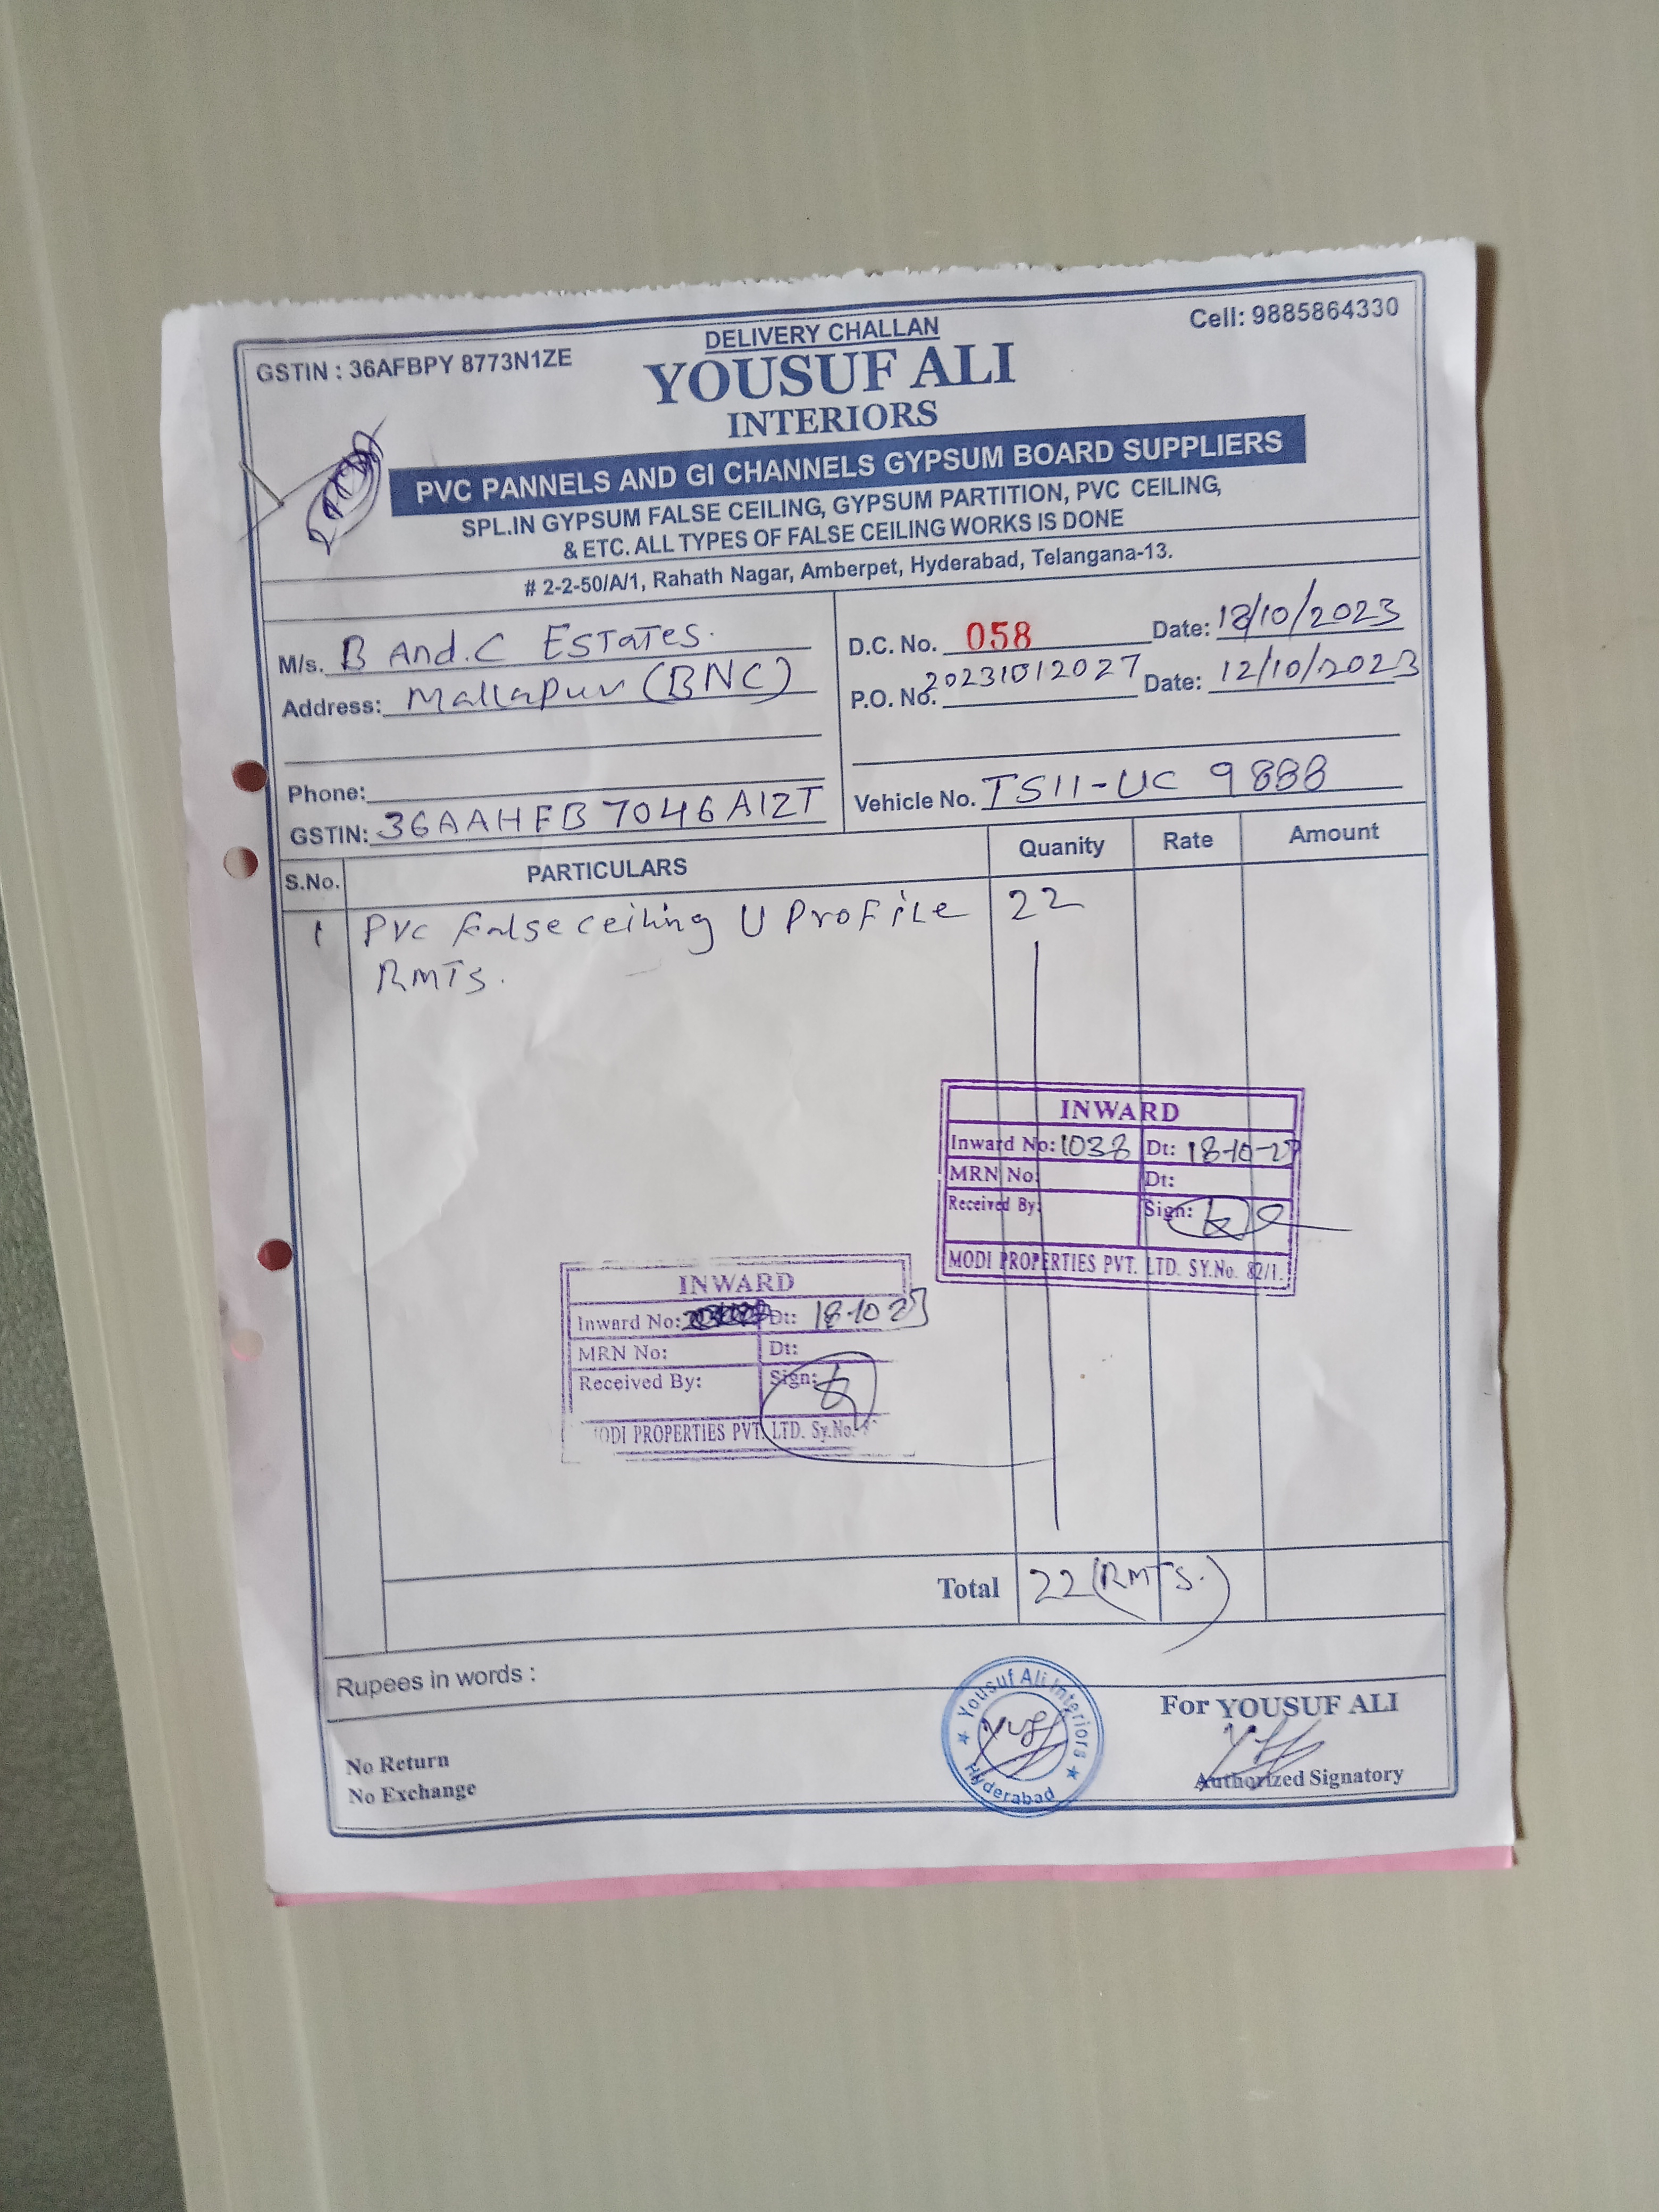 DELIVERY CHALLAN
Cell: 9885864330
GSTIN : 36AFBPY 8773N1ZE
YOUSUF ALI
INTERIORS
PVC PANNELS AND GI CHANNELS GYPSUM BOARD SUPPLIERS
SPL.IN GYPSUM FALSE CEILING, GYPSUM PARTITION, PVC CEILING,
& ETC. ALL TYPES OF FALSE CEILING WORKS IS DONE
# 2-2-50/A/1, Rahath Nagar, Amberpet, Hyderabad, Telangana-13.
M/s. B And.C EsTaTes.
Address: Mallapur (BNC)
Phone:
GSTIN: 36AAHFB7046A1ZT
D.C. No. 058 Date: 18/10/2023
P.O. No. 20231012027 Date: 12/10/2023
Vehicle No. TS11-UC 9888
S.No. PARTICULARS Quanity Rate Amount
1 PVC Falseceiling U ProFile 22
RMTS.
INWARD
Inward No: 1038 Dt: 18-10-23
MRN No: Dt:
Received By: Sign:
MODI PROPERTIES PVT. LTD. SY.No. 82/1.
INWARD
Inward No: Dt: 18-10 23
MRN No: Dt:
Received By: Sign:
MODI PROPERTIES PVT. LTD. Sy.No.
Total 22 (RMTS.)
Rupees in words :
No Return
No Exchange
Yousuf Ali Interiors
Hyderabad
For YOUSUF ALI
Authorized Signatory